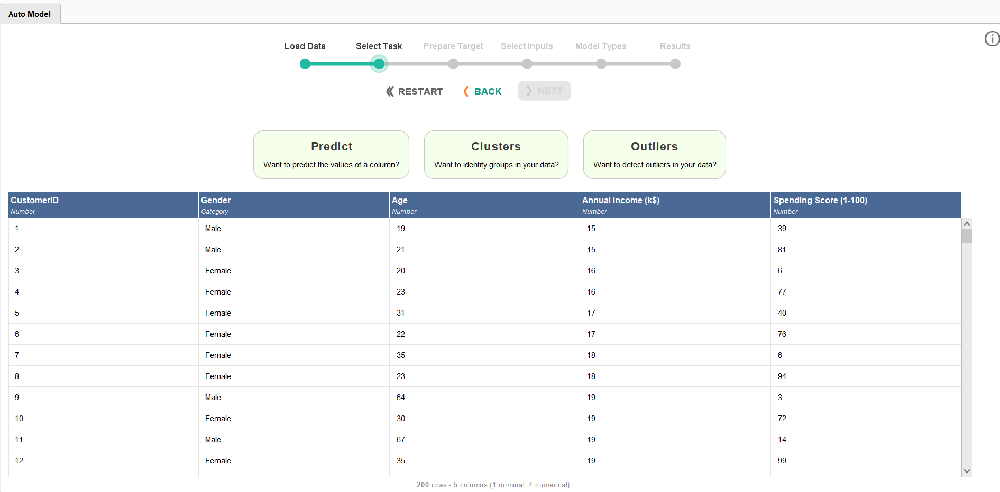 Auto Model
Load Data Select Task Prepare Target Select Inputs Model Types Results
RESTART BACK NEXT
Predict Clusters Outliers
Want to predict the values of a column? Want to identify groups in your data? Want to detect outliers in your data?
CustomerID Gender Age Annual Income (k$) Spending Score (1-100)
Number Category Number Number Number
1 Male 19 15 39
2 Male 21 15 81
3 Female 20 16 6
4 Female 23 16 77
5 Female 31 17 40
6 Female 22 17 76
7 Female 35 18 6
8 Female 23 18 94
9 Male 64 19 3
10 Female 30 19 72
11 Male 67 19 14
12 Female 35 19 99
200 rows - 5 columns (1 nominal, 4 numerical)